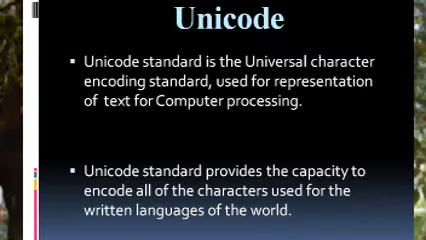 Unicode
Unicode standard is the Universal character
encoding standard, used for representation
of text for Computer processing.
Unicode standard provides the capacity to
encode all of the characters used for the
written languages of the world.